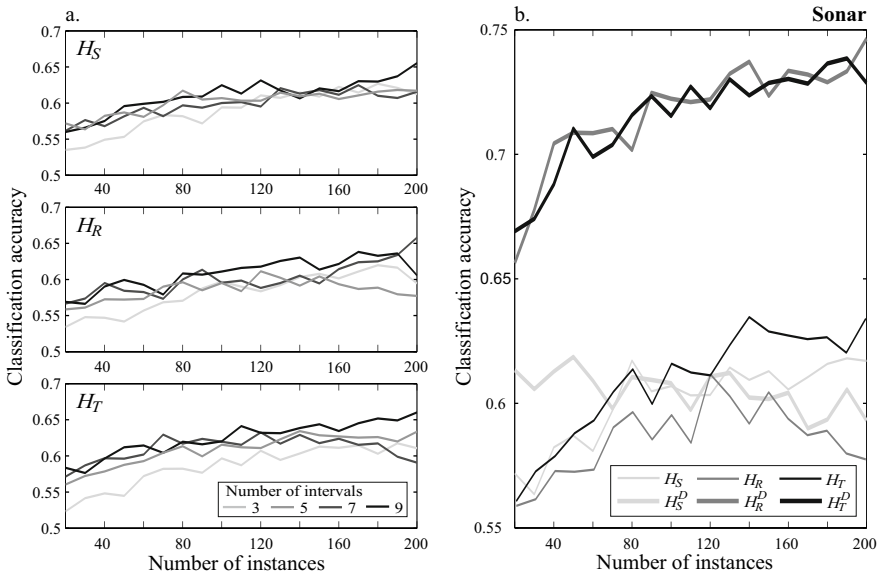 a.
Classification accuracy
H_S
0.7
0.65
0.6
0.55
0.5
40 80 120 160 200
H_R
0.7
0.65
0.6
0.55
0.5
40 80 120 160 200
H_T
0.7
0.65
0.6
0.55
0.5
Number of intervals
3 5 7 9
40 80 120 160 200
Number of instances
b. Sonar
Classification accuracy
0.75
0.7
0.65
0.6
0.55
H_S H_R H_T
H_S^D H_R^D H_T^D
40 80 120 160 200
Number of instances